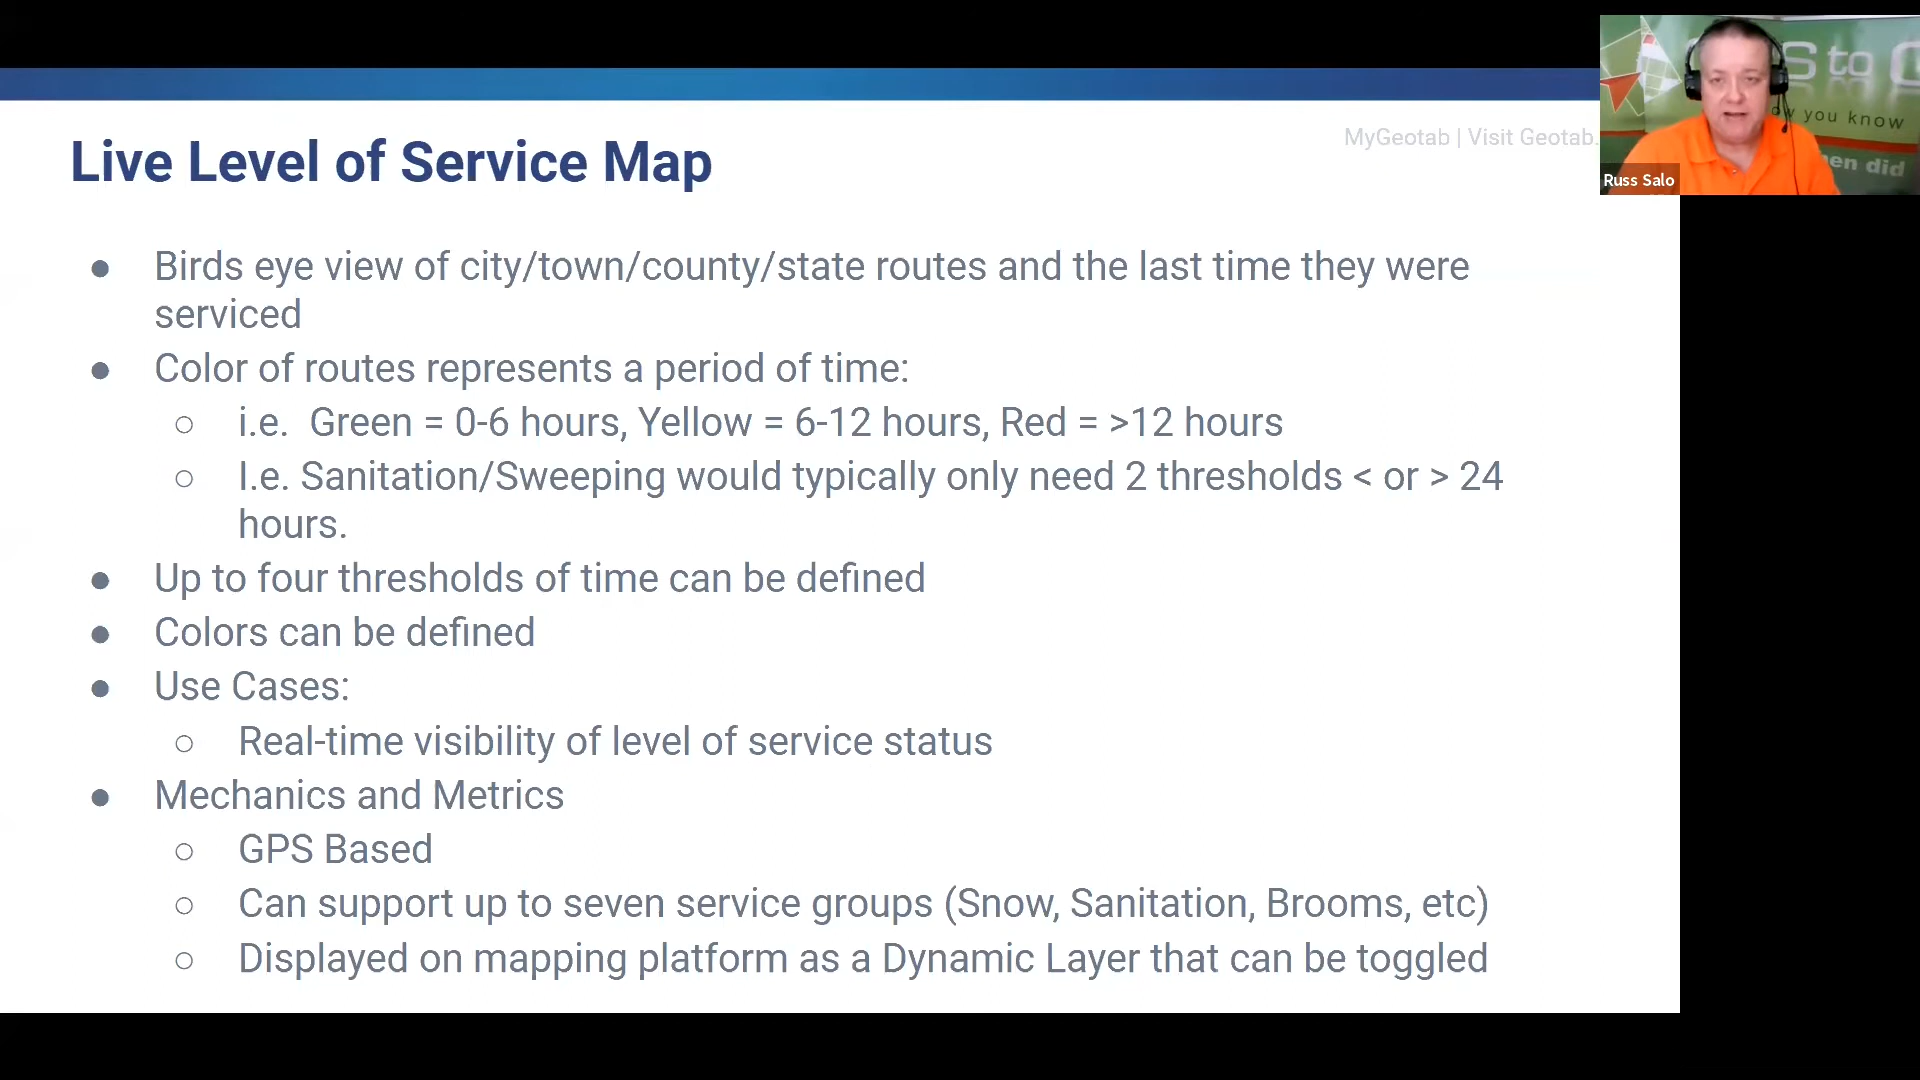 MyGeotab | Visit Geotab.
Live Level of Service Map
● Birds eye view of city/town/county/state routes and the last time they were
serviced
● Color of routes represents a period of time:
○ i.e. Green = 0-6 hours, Yellow = 6-12 hours, Red = >12 hours
○ I.e. Sanitation/Sweeping would typically only need 2 thresholds < or > 24
hours.
● Up to four thresholds of time can be defined
● Colors can be defined
● Use Cases:
○ Real-time visibility of level of service status
● Mechanics and Metrics
○ GPS Based
○ Can support up to seven service groups (Snow, Sanitation, Brooms, etc)
○ Displayed on mapping platform as a Dynamic Layer that can be toggled
S to
you know
did
Russ Salo